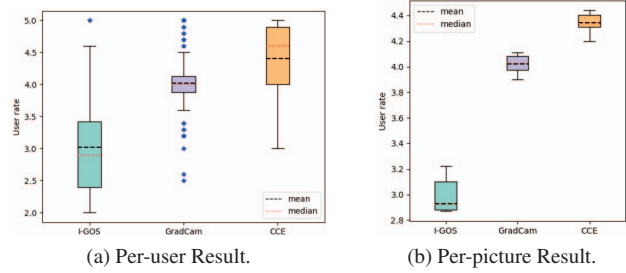 5.0
4.5
4.0
3.5
3.0
2.5
2.0
User rate
I-GOS
GradCam
CCE
mean
median
(a) Per-user Result.
4.4
4.2
4.0
3.8
3.6
3.4
3.2
3.0
2.8
User rate
mean
median
I-GOS
GradCam
CCE
(b) Per-picture Result.